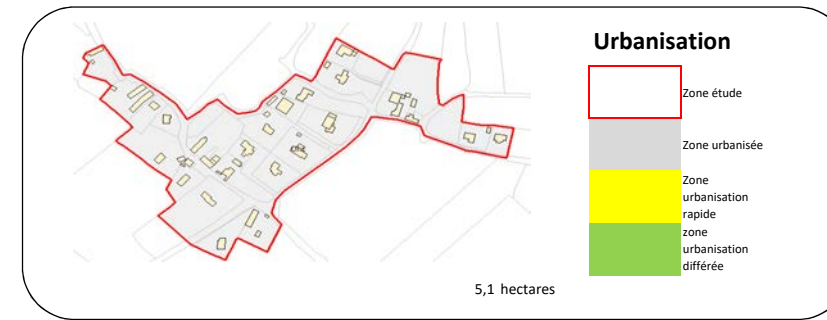 Urbanisation
Zone étude
Zone urbanisée
Zone
urbanisation
rapide
zone
urbanisation
différée
5,1 hectares